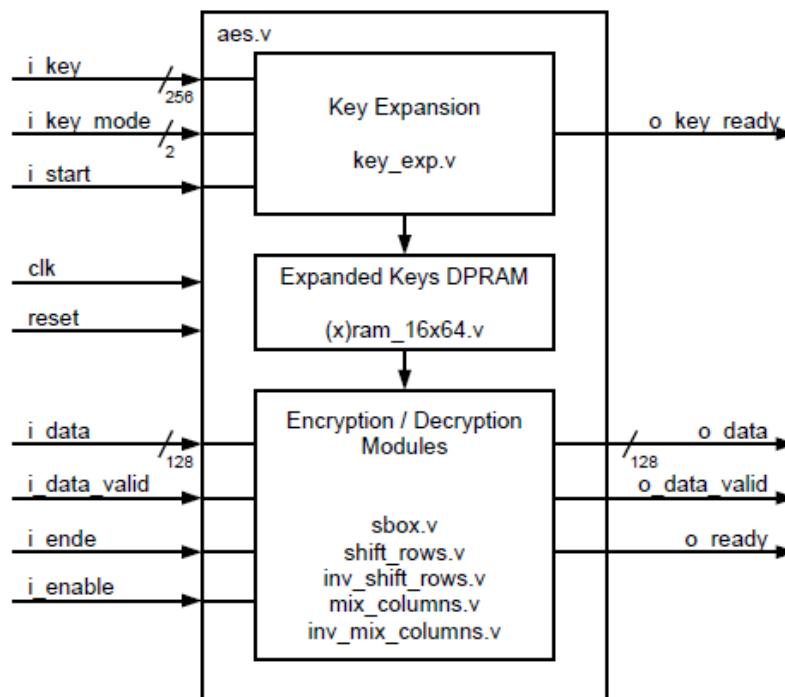 aes.v
i_key
256
i_key_mode
2
i_start
Key Expansion
key_exp.v
o_key_ready
clk
reset
Expanded Keys DPRAM
(x)ram_16x64.v
i_data
128
i_data_valid
i_ende
i_enable
Encryption / Decryption
Modules
sbox.v
shift_rows.v
inv_shift_rows.v
mix_columns.v
inv_mix_columns.v
o_data
128
o_data_valid
o_ready